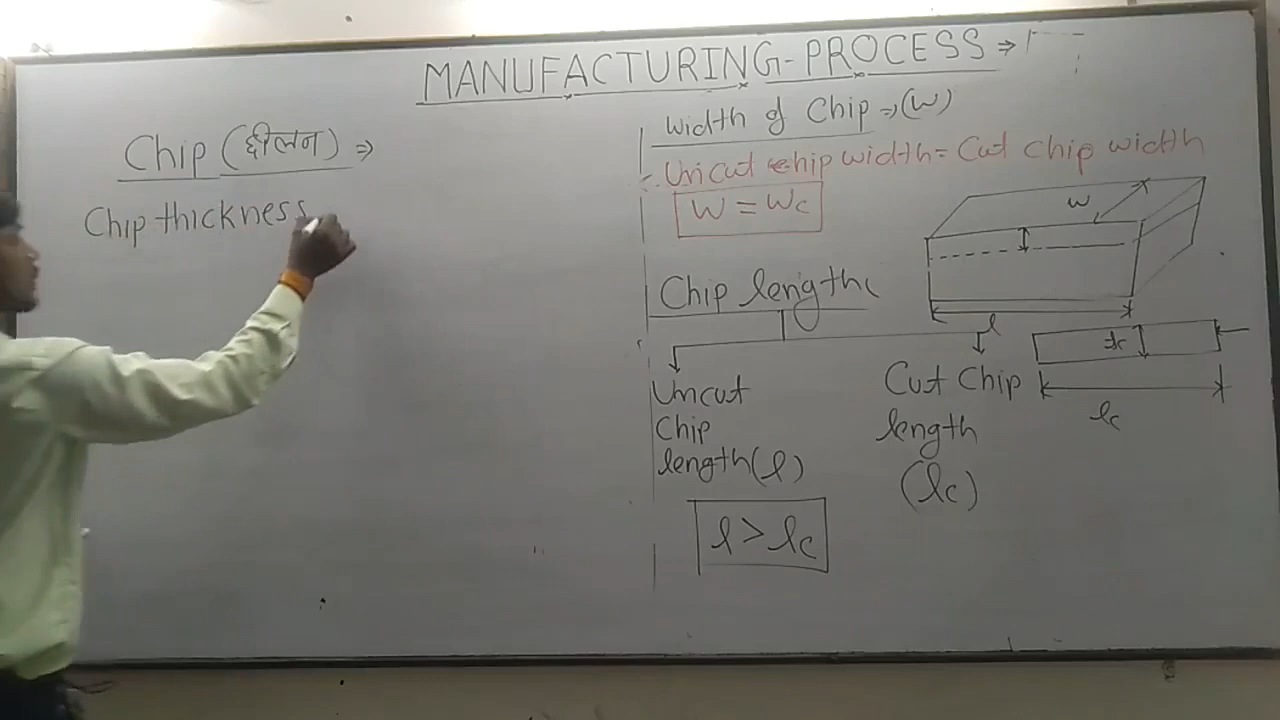 MANUFACTURING-PROCESS ⇒
Chip (छीलन) ⇒
Chip thickness
Width of Chip ⇒ (W)
∴ Uncut chip width = Cut chip width
W = Wc
Chip length
Uncut
Chip
length (l)
Cut Chip
length
(lc)
l > lc
w
l
tc
lc